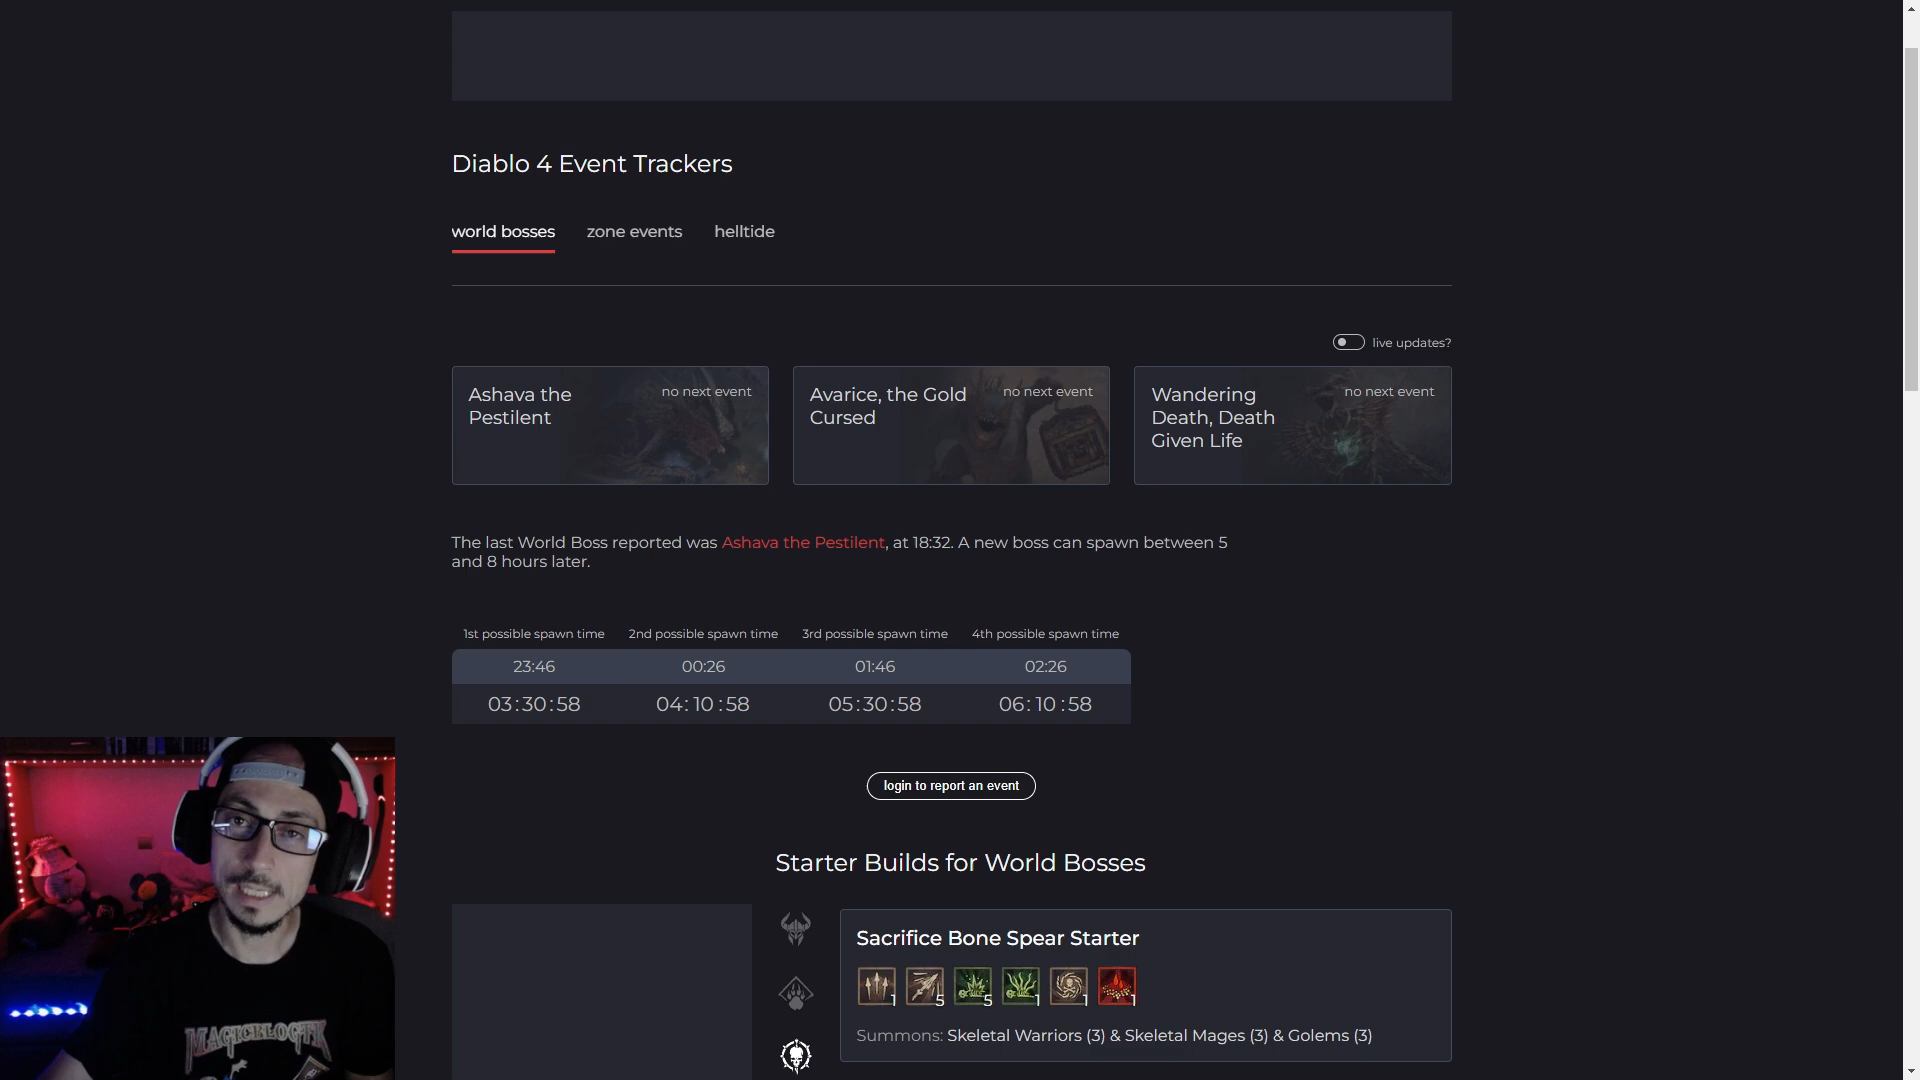 Diablo 4 Event Trackers
world bosses zone events helltide
live updates?
Ashava the Pestilent no next event
Avarice, the Gold Cursed no next event
Wandering Death, Death Given Life no next event
The last World Boss reported was Ashava the Pestilent, at 18:32. A new boss can spawn between 5
and 8 hours later.
1st possible spawn time 2nd possible spawn time 3rd possible spawn time 4th possible spawn time
23:46 00:26 01:46 02:26
03:30:58 04:10:58 05:30:58 06:10:58
login to report an event
Starter Builds for World Bosses
Sacrifice Bone Spear Starter
1 5 5 1 1 1
Summons: Skeletal Warriors (3) & Skeletal Mages (3) & Golems (3)